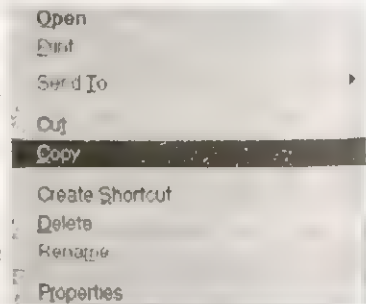 Open
Print
Send To
Cut
Copy
Create Shortcut
Delete
Rename
Properties